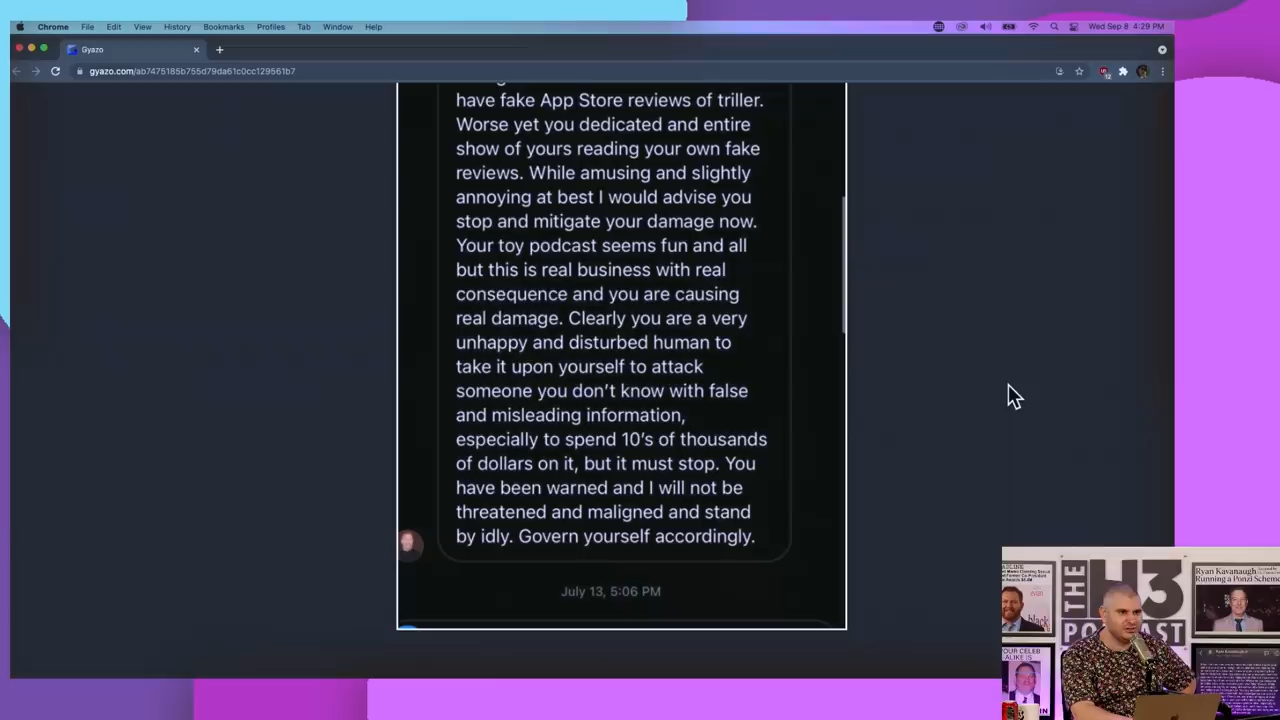 Chrome File Edit View History Bookmarks Profiles Tab Window Help Wed Sep 8 4:29 PM
Gyazo
gyazo.com/ab7475185b755d79da61c0cc129561b7
have fake App Store reviews of triller.
Worse yet you dedicated and entire
show of yours reading your own fake
reviews. While amusing and slightly
annoying at best I would advise you
stop and mitigate your damage now.
Your toy podcast seems fun and all
but this is real business with real
consequence and you are causing
real damage. Clearly you are a very
unhappy and disturbed human to
take it upon yourself to attack
someone you don't know with false
and misleading information,
especially to spend 10's of thousands
of dollars on it, but it must stop. You
have been warned and I will not be
threatened and maligned and stand
by idly. Govern yourself accordingly.
July 13, 5:06 PM
THE
H3
PODCAST
Ryan Kavanaugh
Running a Ponzi Scheme
black
YOUR CELEB